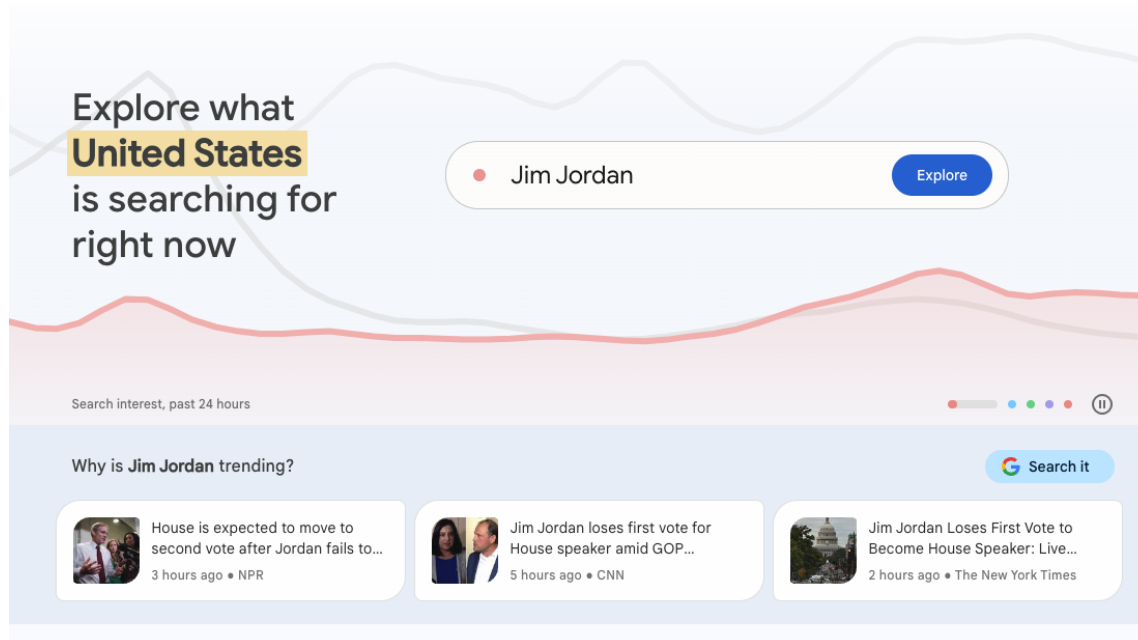 Explore what
United States
is searching for
right now
Jim Jordan
Explore
Search interest, past 24 hours
Why is Jim Jordan trending?
Search it
House is expected to move to
second vote after Jordan fails to...
3 hours ago • NPR
Jim Jordan loses first vote for
House speaker amid GOP...
5 hours ago • CNN
Jim Jordan Loses First Vote to
Become House Speaker: Live...
2 hours ago • The New York Times